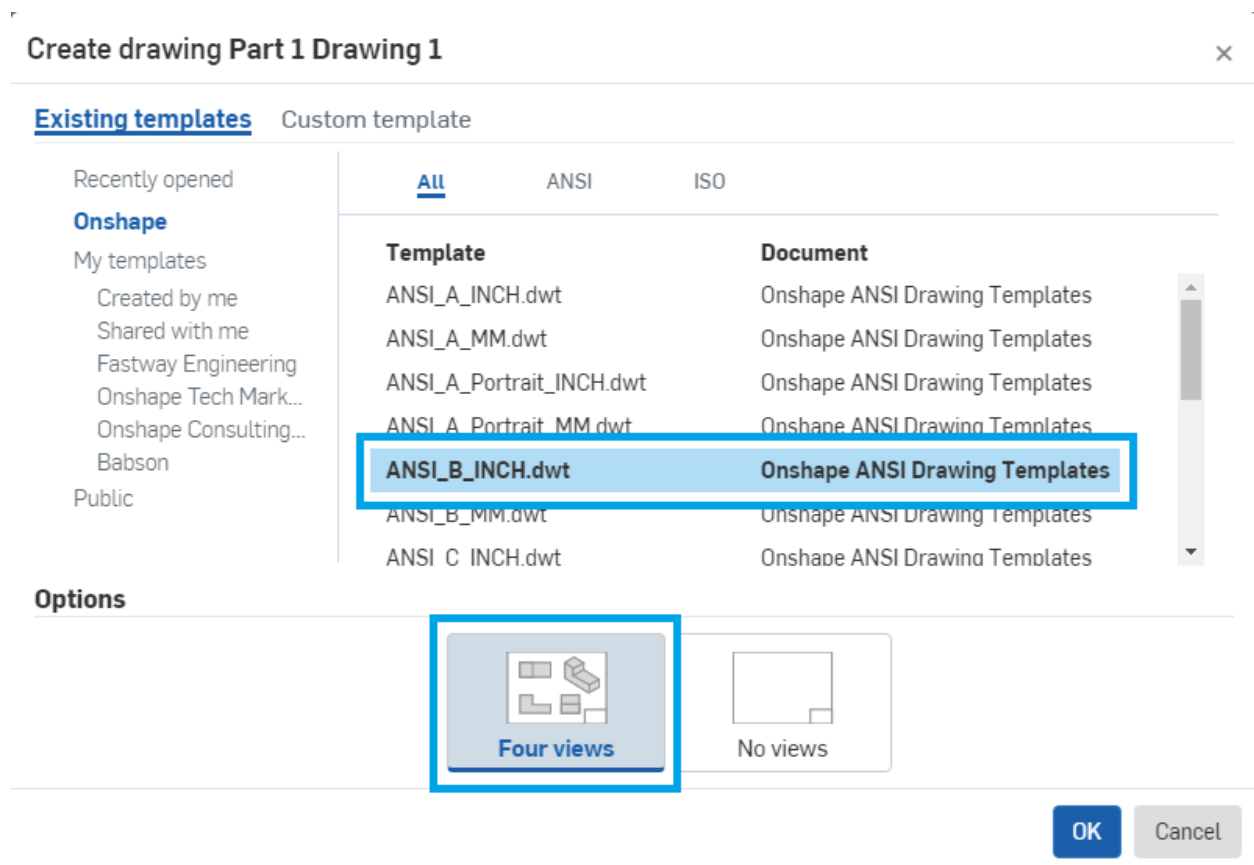 Create drawing Part 1 Drawing 1 ×
Existing templates Custom template
Recently opened
Onshape
My templates
Created by me
Shared with me
Fastway Engineering
Onshape Tech Mark...
Onshape Consulting...
Babson
Public
All ANSI ISO
Template Document
ANSI_A_INCH.dwt Onshape ANSI Drawing Templates
ANSI_A_MM.dwt Onshape ANSI Drawing Templates
ANSI_A_Portrait_INCH.dwt Onshape ANSI Drawing Templates
ANSI_A_Portrait_MM.dwt Onshape ANSI Drawing Templates
ANSI_B_INCH.dwt Onshape ANSI Drawing Templates
ANSI_B_MM.dwt Onshape ANSI Drawing Templates
ANSI_C_INCH.dwt Onshape ANSI Drawing Templates
Options
Four views No views
OK Cancel